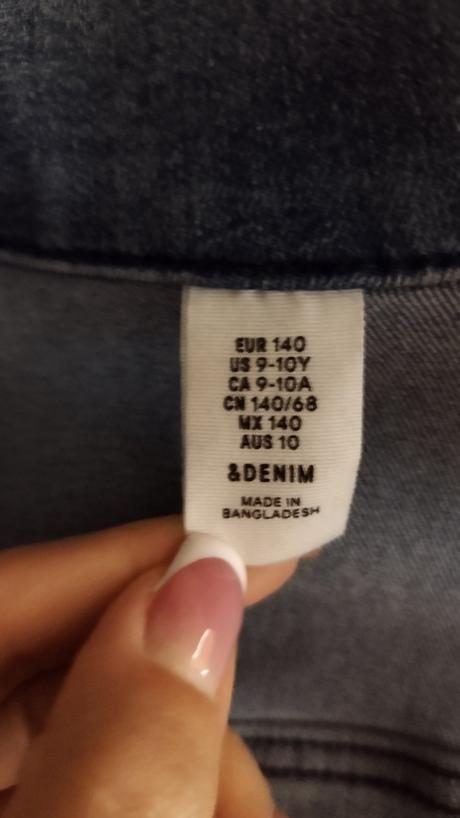 EUR 140
US 9-10Y
CA 9-10A
CN 140/68
MX 140
AUS 10
&DENIM
MADE IN
BANGLADESH